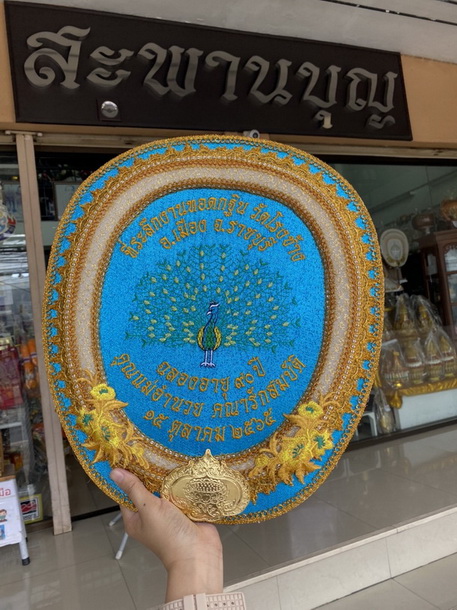 สะพานบุญ
ที่ระลึกงานทอดกฐิน วัดโรงช้าง
อ.เมือง จ.ราชบุรี
ฉลองอายุ ๙๐ ปี
คุณแม่อำนวย คณารักสมบัติ
๑๕ ตุลาคม ๒๕๖๕